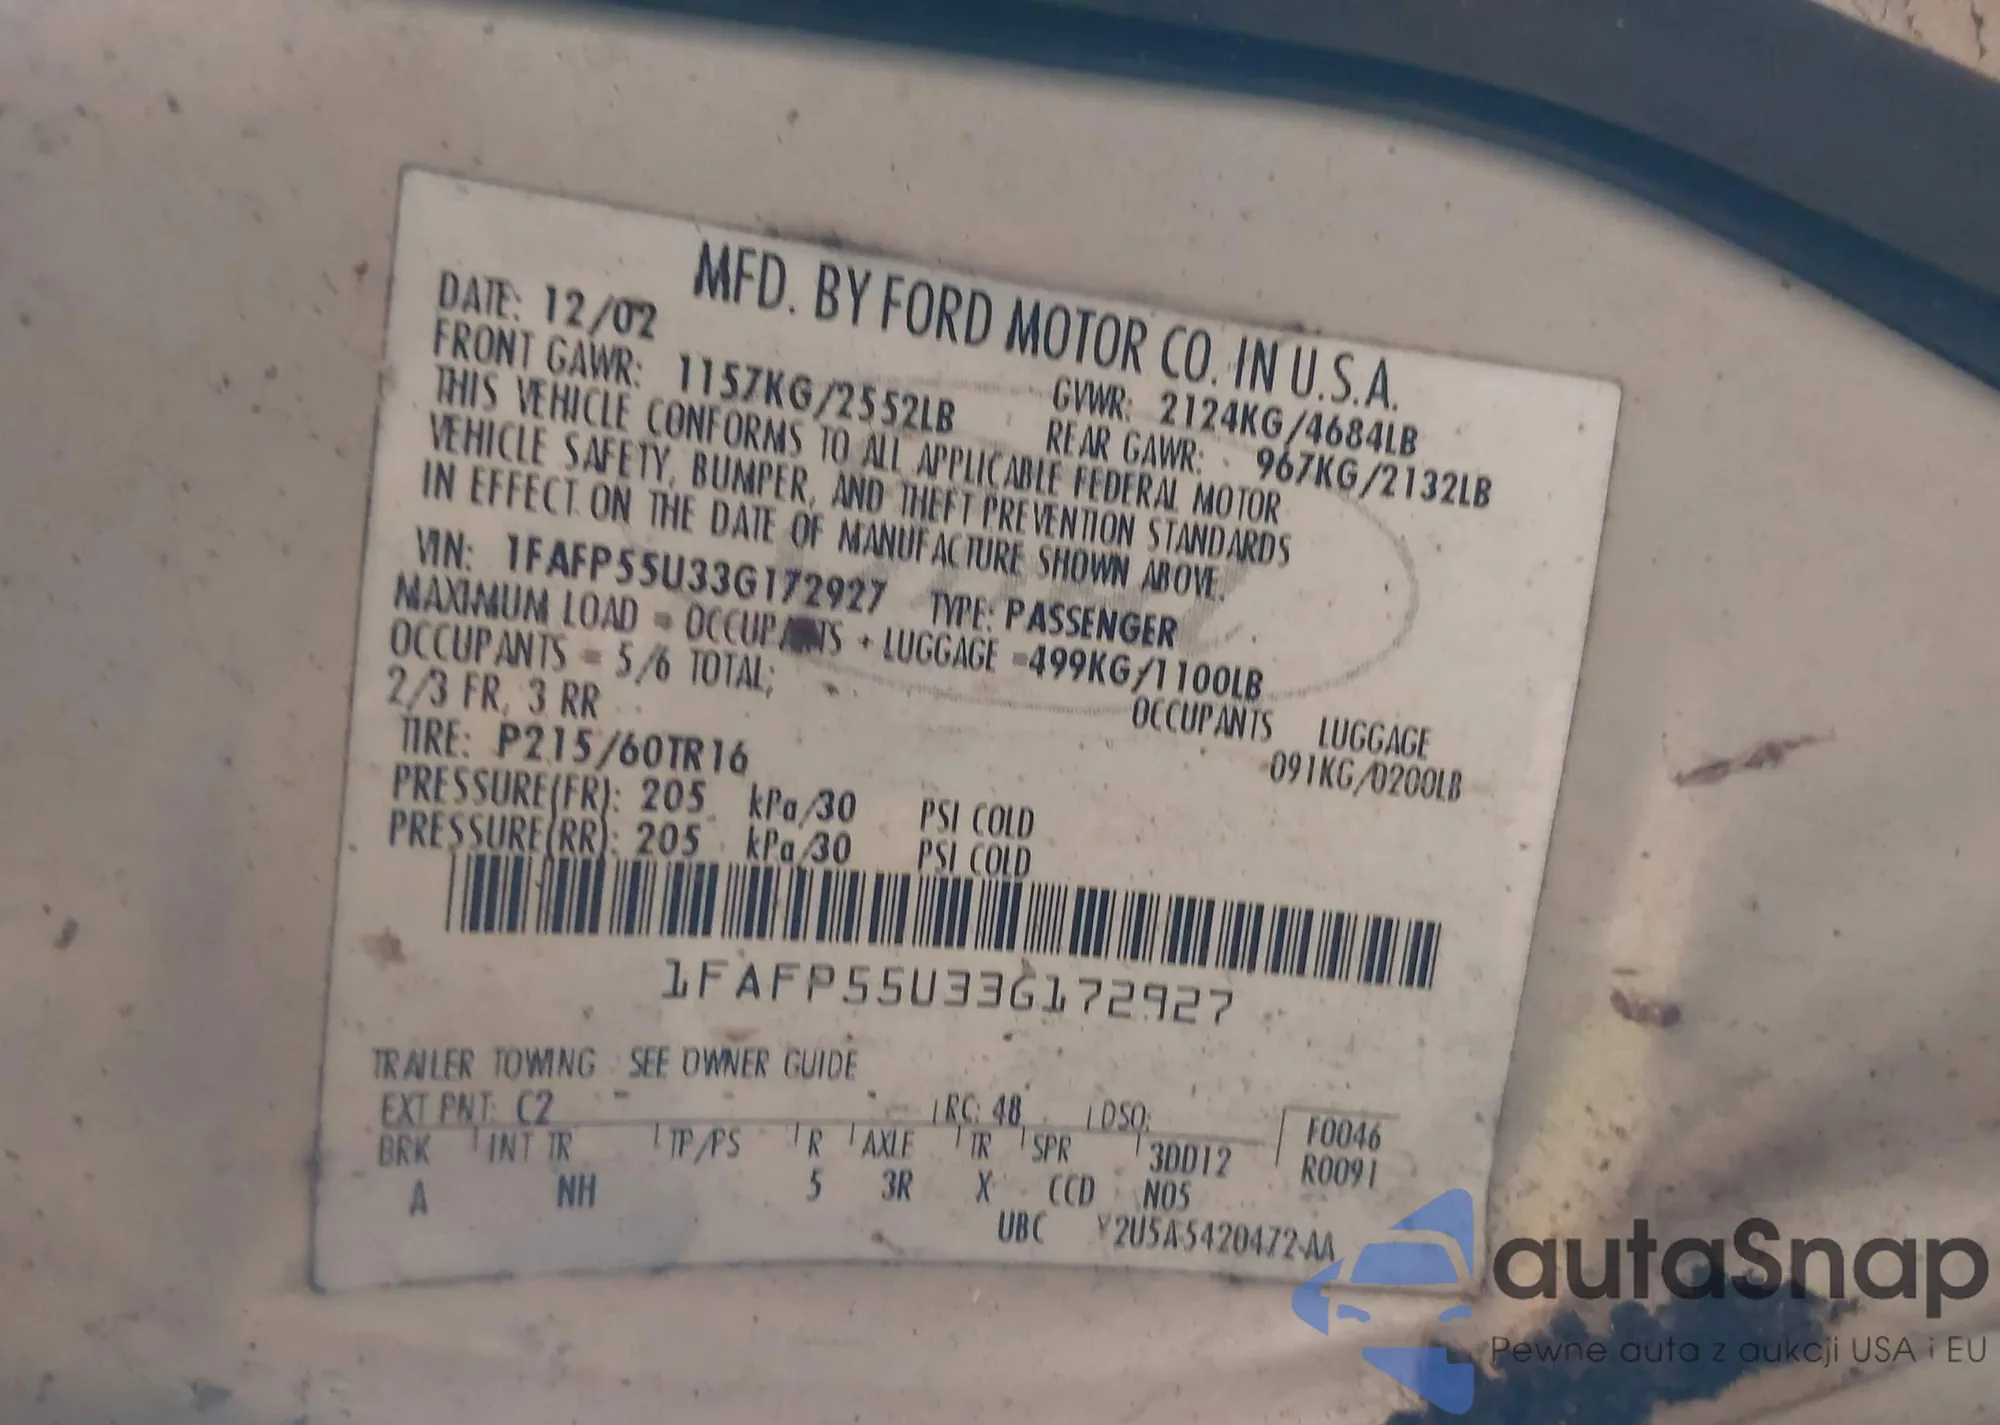 MFD. BY FORD MOTOR CO. IN U.S.A.
DATE: 12/02 GVWR: 2124KG/4684LB
FRONT GAWR: 1157KG/2552LB REAR GAWR: 967KG/2132LB
THIS VEHICLE CONFORMS TO ALL APPLICABLE FEDERAL MOTOR
VEHICLE SAFETY, BUMPER, AND THEFT PREVENTION STANDARDS
IN EFFECT ON THE DATE OF MANUFACTURE SHOWN ABOVE.
VIN: 1FAFP55U33G172927 TYPE: PASSENGER
MAXIMUM LOAD = OCCUPANTS + LUGGAGE =499KG/1100LB
OCCUPANTS = 5/6 TOTAL; OCCUPANTS LUGGAGE
2/3 FR, 3 RR 091KG/0200LB
TIRE: P215/60TR16
PRESSURE(FR): 205 kPa/30 PSI COLD
PRESSURE(RR): 205 kPa/30 PSI COLD
1FAFP55U33G172927
TRAILER TOWING - SEE OWNER GUIDE
EXT PNT: C2 RC: 48 DSO: F0046
BRK INT TR TP/PS R AXLE TR SPR 3DD12 R0091
A NH 5 3R X CCD N05
UBC Y2U5A-5420472-AA
autaSnap
Pewne auta z aukcji USA i EU